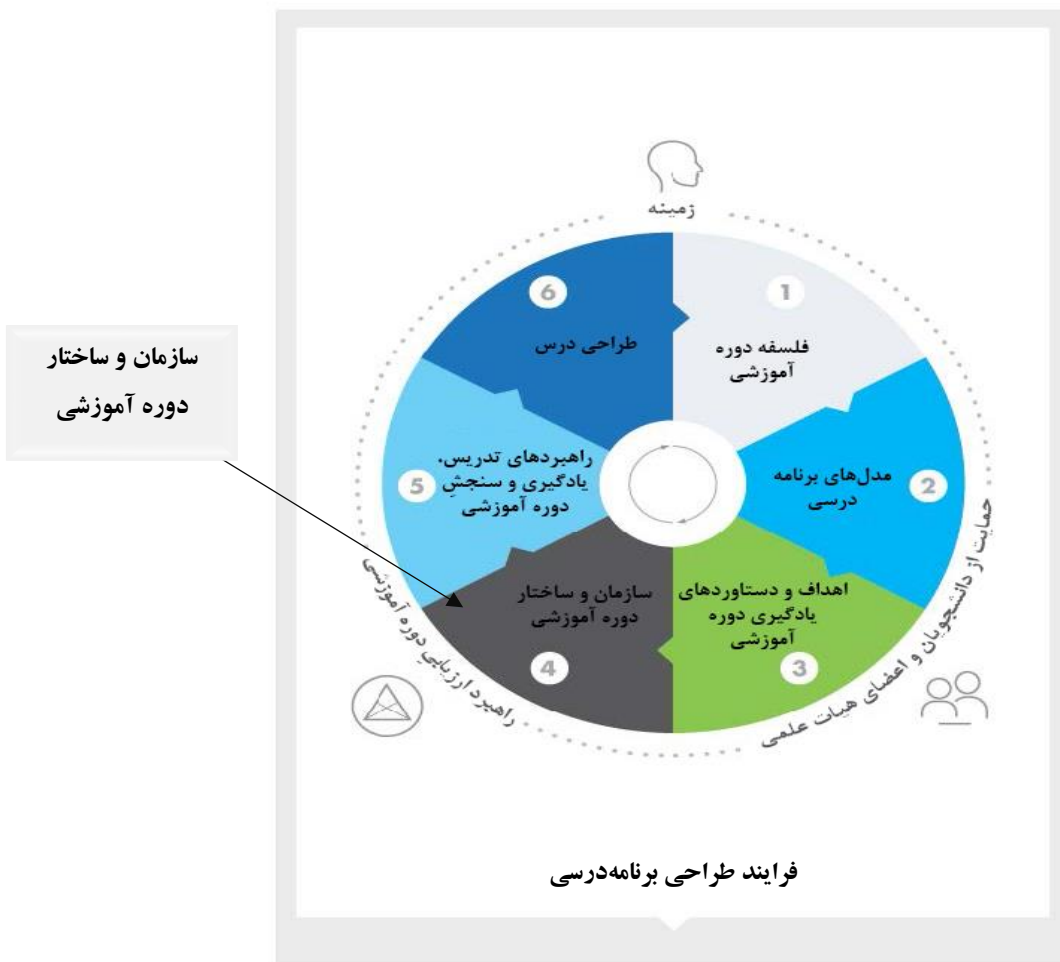 زمینه
1
فلسفه دوره
آموزشی
2
مدل‌های برنامه
درسی
3
اهداف و دستاوردهای
یادگیری دوره
آموزشی
4
سازمان و ساختار
دوره آموزشی
5
راهبردهای تدریس،
یادگیری و سنجشِ
دوره آموزشی
6
طراحی درس
حمایت از دانشجویان و اعضای هیات علمی
راهبرد ارزیابیِ دوره آموزشی
سازمان و ساختار
دوره آموزشی
فرایند طراحی برنامه‌درسی